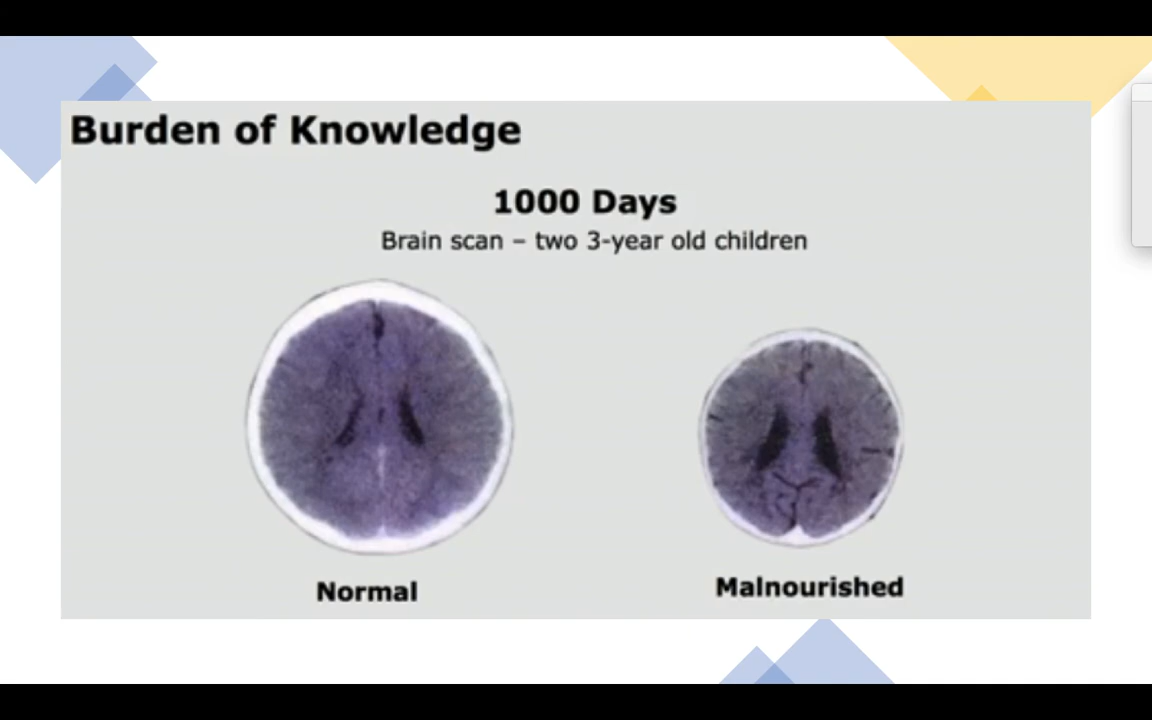 Burden of Knowledge
1000 Days
Brain scan – two 3-year old children
Normal
Malnourished